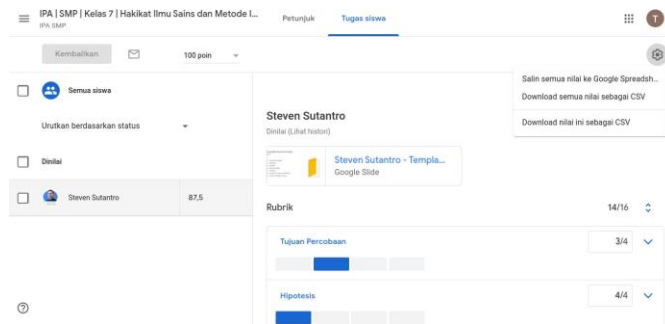 IPA | SMP | Kelas 7 | Hakikat Ilmu Sains dan Metode I...
IPA SMP
Petunjuk
Tugas siswa
T
Kembalikan
100 poin
Semua siswa
Urutkan berdasarkan status
Dinilai
Steven Sutantro
87,5
Salin semua nilai ke Google Spreadsh..
Download semua nilai sebagai CSV
Download nilai ini sebagai CSV
Steven Sutantro
Dinilai (Lihat histori)
Steven Sutantro - Templa...
Google Slide
Rubrik
14/16
Tujuan Percobaan
3/4
Hipotesis
4/4